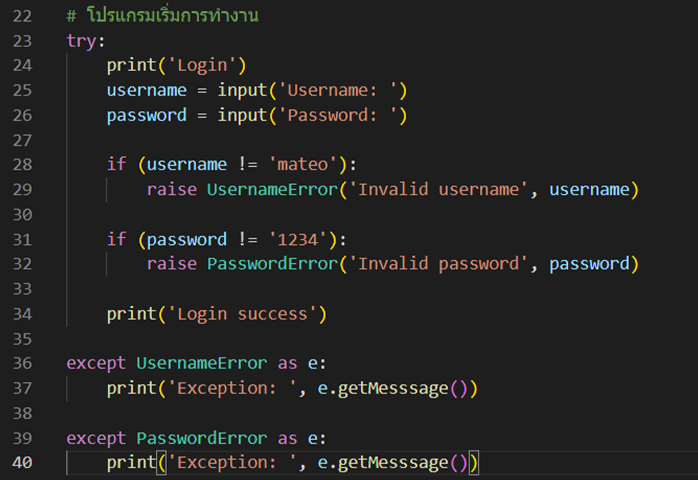 22 # โปรแกรมเริ่มการทำงาน
23 try:
24     print('Login')
25     username = input('Username: ')
26     password = input('Password: ')
27
28     if (username != 'mateo'):
29         raise UsernameError('Invalid username', username)
30
31     if (password != '1234'):
32         raise PasswordError('Invalid password', password)
33
34     print('Login success')
35
36 except UsernameError as e:
37     print('Exception: ', e.getMesssage())
38
39 except PasswordError as e:
40     print('Exception: ', e.getMesssage())